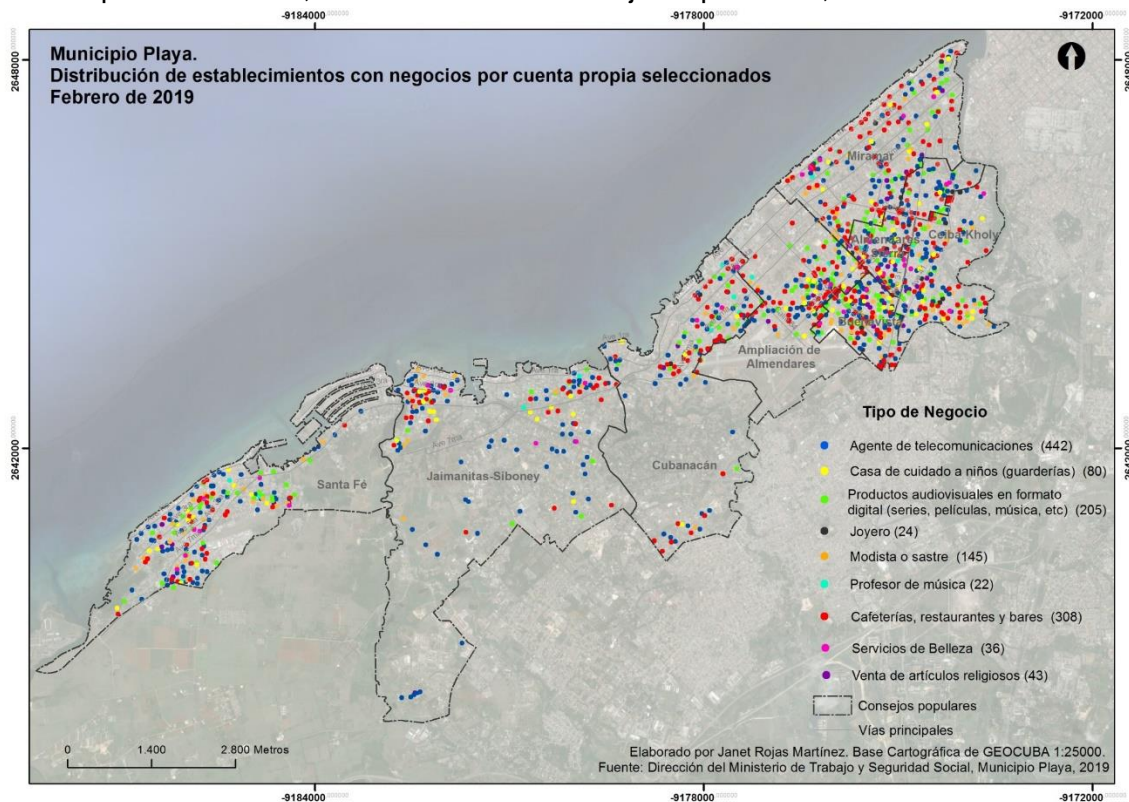 -9184000
-9178000
-9172000
Municipio Playa.
Distribución de establecimientos con negocios por cuenta propia seleccionados
Febrero de 2019
2648000
2648000
Miramar
Ceiba-Kholy
Almendares-
Ampliación de
Almendares
2642000
2642000
Santa Fé
Jaimanitas-Siboney
Cubanacán
Tipo de Negocio
Agente de telecomunicaciones (442)
Casa de cuidado a niños (guarderías) (80)
Productos audiovisuales en formato
digital (series, películas, música, etc) (205)
Joyero (24)
Modista o sastre (145)
Profesor de música (22)
Cafeterías, restaurantes y bares (308)
Servicios de Belleza (36)
Venta de artículos religiosos (43)
Consejos populares
Vías principales
0 1.400 2.800 Metros
Elaborado por Janet Rojas Martínez. Base Cartográfica de GEOCUBA 1:25000.
Fuente: Dirección del Ministerio de Trabajo y Seguridad Social, Municipio Playa, 2019
-9184000
-9178000
-9172000